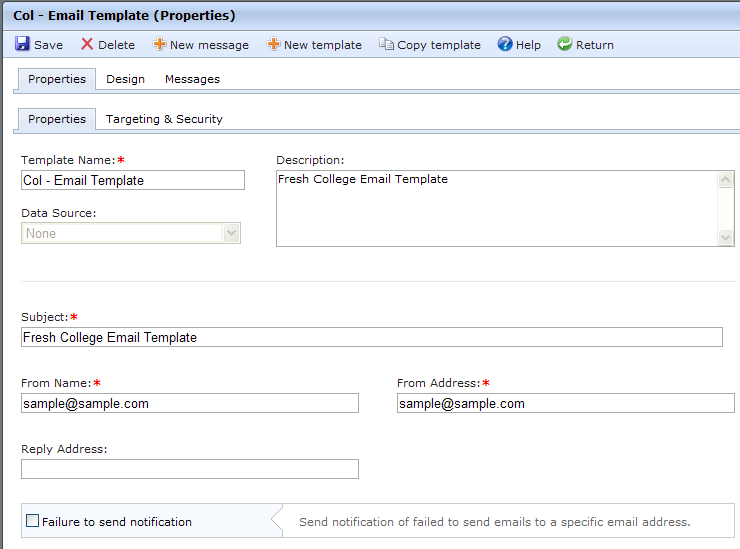 Col - Email Template (Properties)
Save Delete New message New template Copy template Help Return
Properties Design Messages
Properties Targeting & Security
Template Name:* Description:
Col - Email Template Fresh College Email Template
Data Source:
None
Subject:*
Fresh College Email Template
From Name:* From Address:*
sample@sample.com sample@sample.com
Reply Address:
Failure to send notification Send notification of failed to send emails to a specific email address.